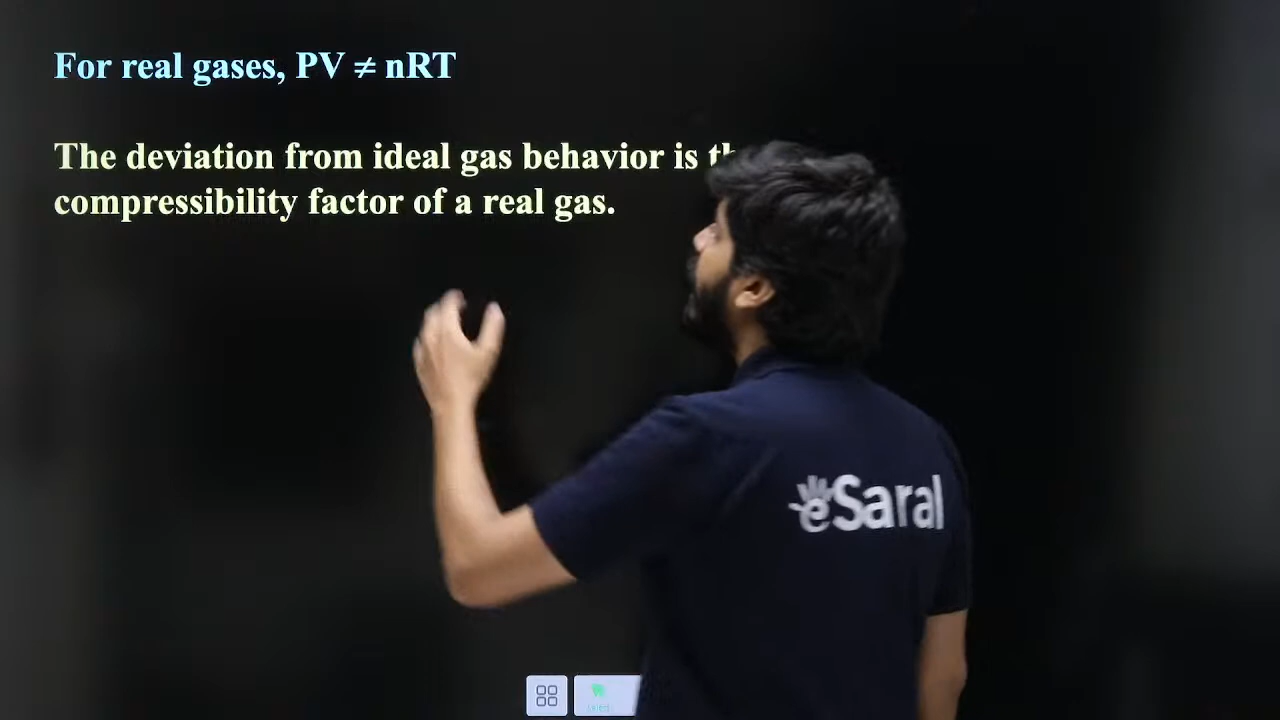 For real gases, PV ≠ nRT
The deviation from ideal gas behavior is
compressibility factor of a real gas.
eSaral